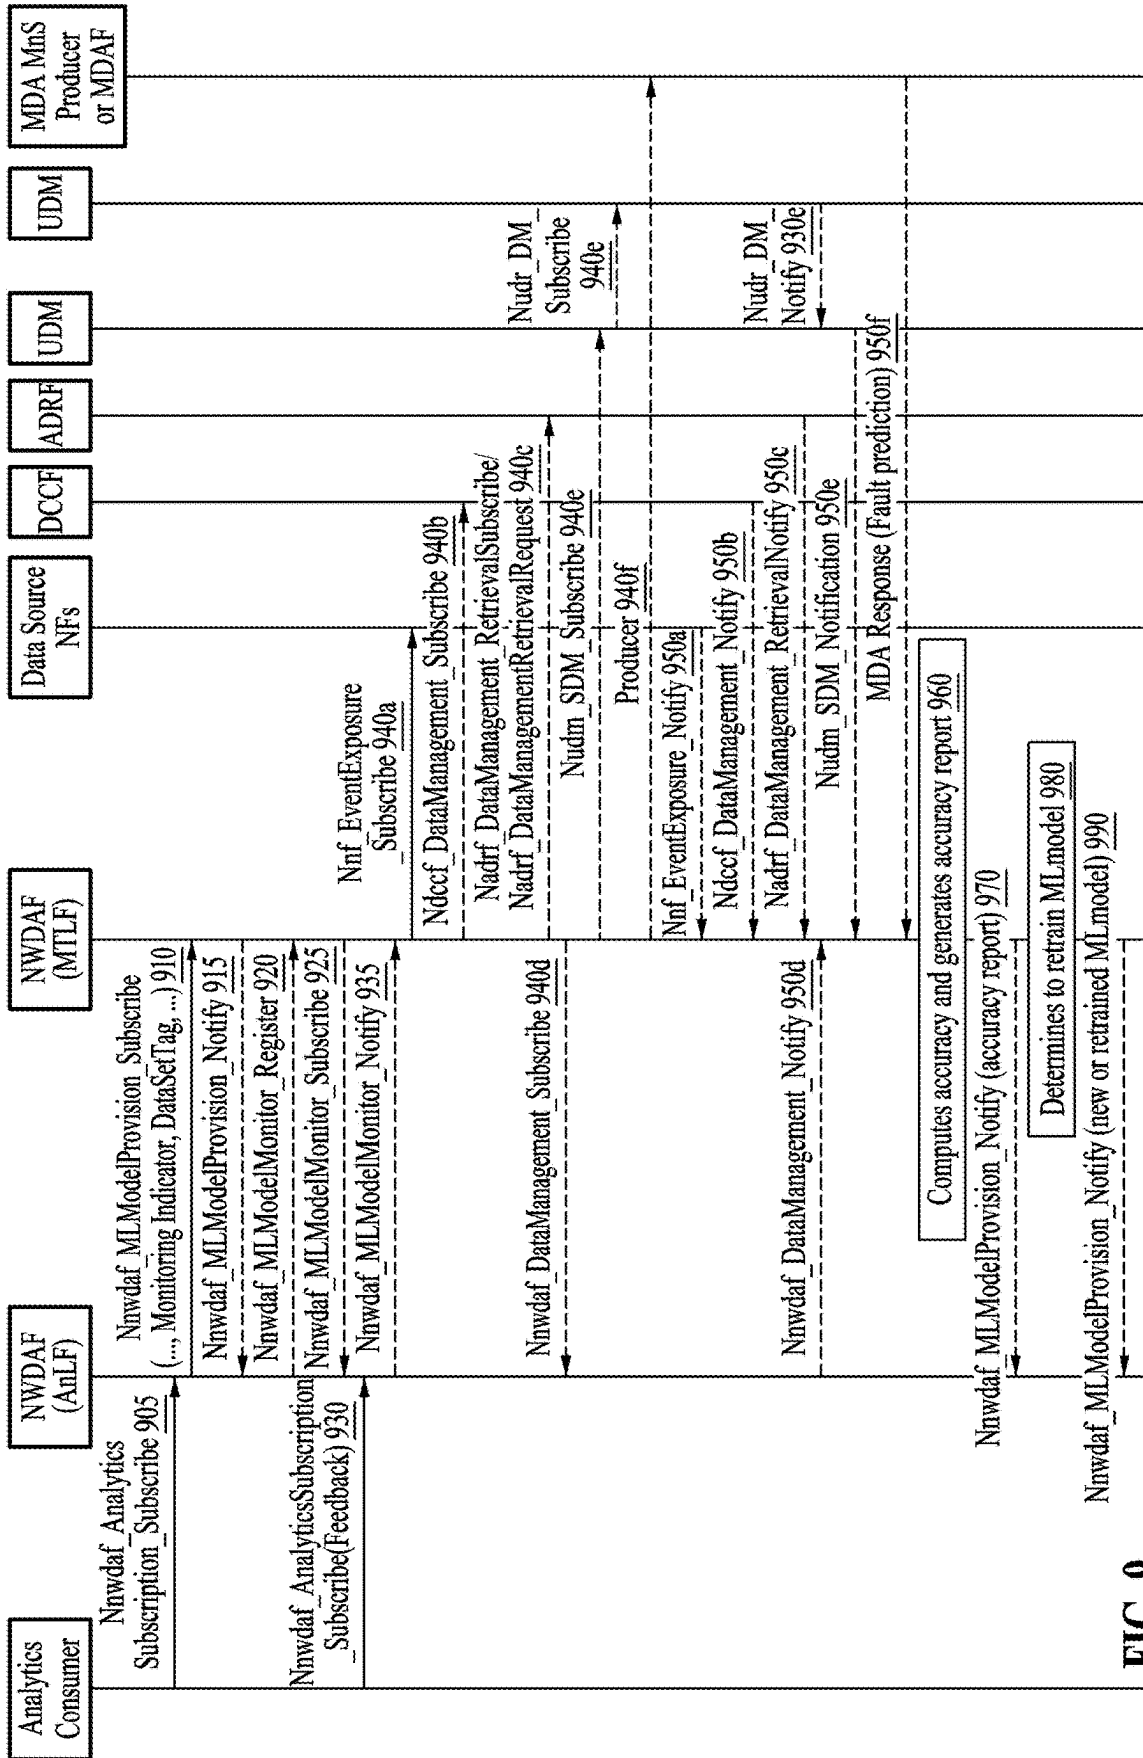 Analytics
Consumer
NWDAF
(AnLF)
NWDAF
(MTLF)
Data Source
NFs
DCCF
ADRF
UDM
UDM
MDA MnS
Producer
or MDAF
Nnwdaf_Analytics
Subscription_Subscribe 905
Nnwdaf_MLModelProvision_Subscribe
(..., Monitoring Indicator, DataSetTag, ...) 910
Nnwdaf_MLModelProvision_Notify 915
Nnwdaf_MLModelMonitor_Register 920
Nnwdaf_MLModelMonitor_Subscribe 925
Nnwdaf_AnalyticsSubscription
_Subscribe(Feedback) 930
Nnwdaf_MLModelMonitor_Notify 935
Nnf_EventExposure
_Subscribe 940a
Ndccf_DataManagement_Subscribe 940b
Nadrf_DataManagement_RetrievalSubscribe/
Nadrf_DataManagementRetrievalRequest 940c
Nnwdaf_DataManagement_Subscribe 940d
Nudm_SDM_Subscribe 940e
Nudr_DM_
Subscribe
940e
Producer 940f
Nnf_EventExposure_Notify 950a
Ndccf_DataManagement_Notify 950b
Nadrf_DataManagement_RetrievalNotify 950c
Nnwdaf_DataManagement_Notify 950d
Nudr_DM_
Notify 930e
Nudm_SDM_Notification 950e
MDA Response (Fault prediction) 950f
Computes accuracy and generates accuracy report 960
Nnwdaf_MLModelProvision_Notify (accuracy report) 970
Determines to retrain MLmodel 980
Nnwdaf_MLModelProvision_Notify (new or retrained MLmodel) 990
FIG. 9